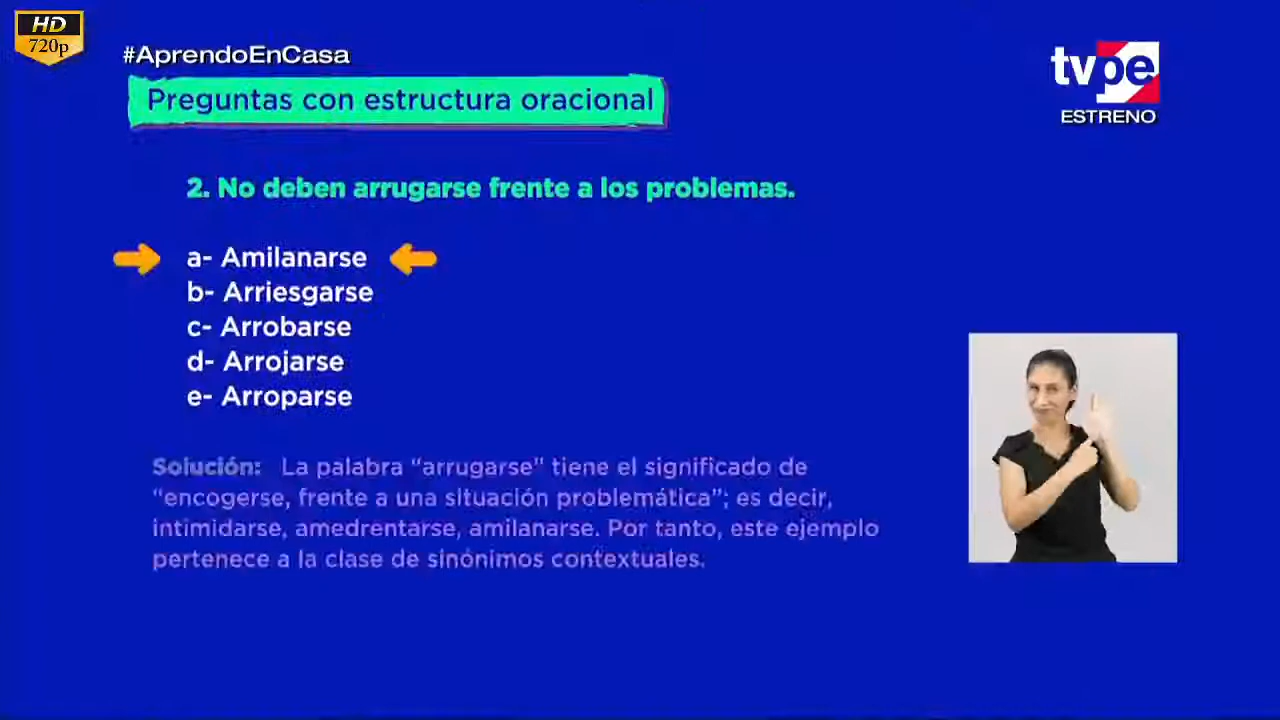 HD
720p
#AprendoEnCasa
Preguntas con estructura oracional
tvpe
ESTRENO
2. No deben arrugarse frente a los problemas.
a- Amilanarse
b- Arriesgarse
c- Arrobarse
d- Arrojarse
e- Arroparse
Solución: La palabra “arrugarse” tiene el significado de
“encogerse, frente a una situación problemática”; es decir,
intimidarse, amedrentarse, amilanarse. Por tanto, este ejemplo
pertenece a la clase de sinónimos contextuales.